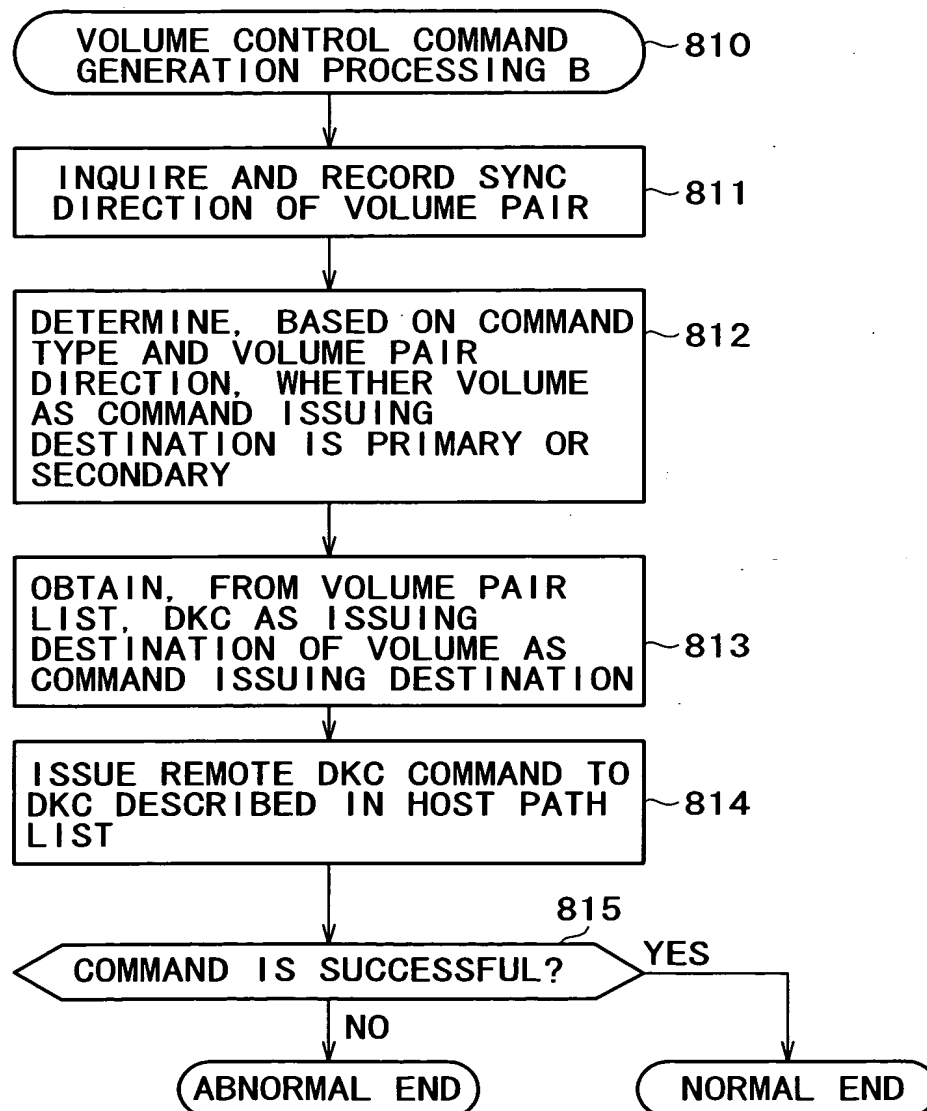 VOLUME CONTROL COMMAND
GENERATION PROCESSING B
810
INQUIRE AND RECORD SYNC
DIRECTION OF VOLUME PAIR
811
DETERMINE, BASED ON COMMAND
TYPE AND VOLUME PAIR
DIRECTION, WHETHER VOLUME
AS COMMAND ISSUING
DESTINATION IS PRIMARY OR
SECONDARY
812
OBTAIN, FROM VOLUME PAIR
LIST, DKC AS ISSUING
DESTINATION OF VOLUME AS
COMMAND ISSUING DESTINATION
813
ISSUE REMOTE DKC COMMAND TO
DKC DESCRIBED IN HOST PATH
LIST
814
815
COMMAND IS SUCCESSFUL?
YES
NO
ABNORMAL END
NORMAL END